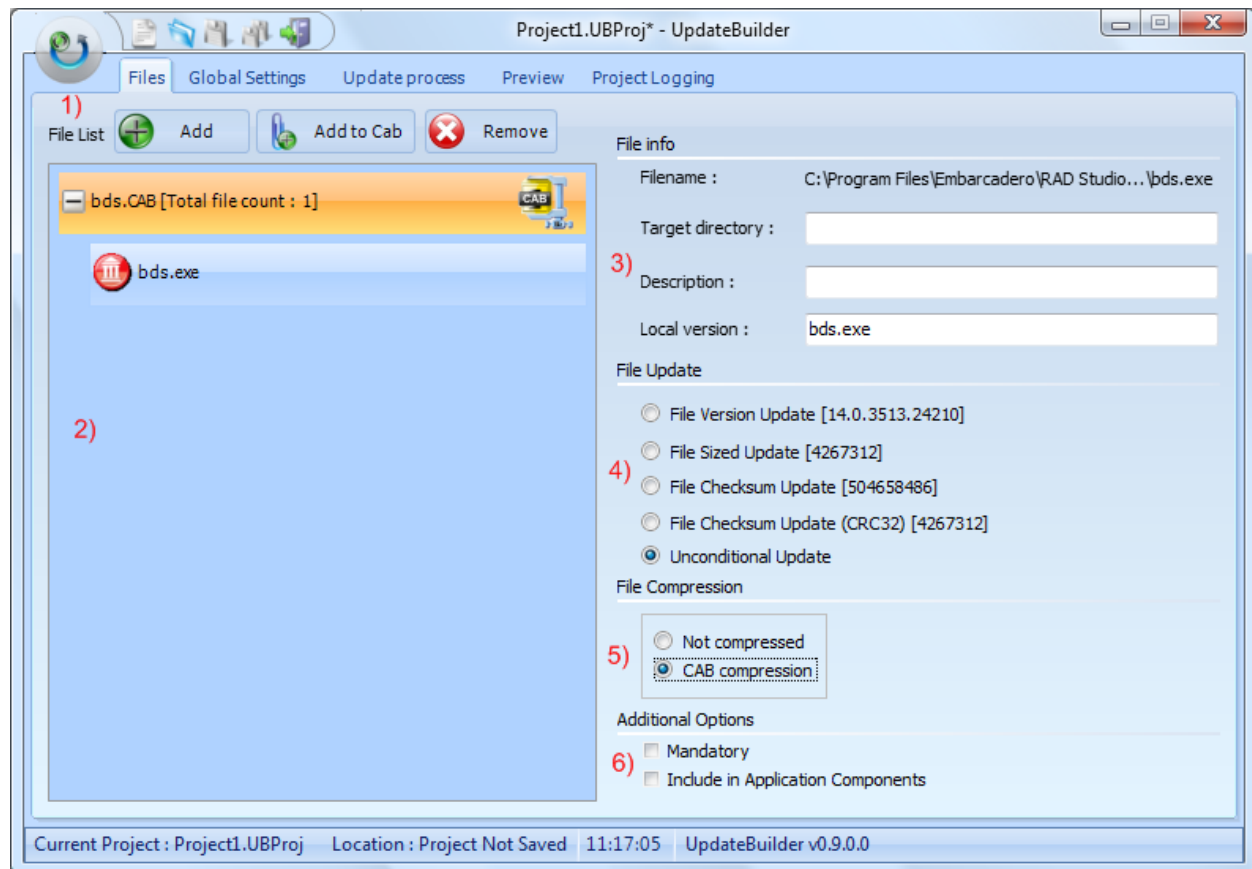 Project1.UBProj* - UpdateBuilder
Files Global Settings Update process Preview Project Logging
1)
File List Add Add to Cab Remove
bds.CAB [Total file count : 1]
CAB
bds.exe
2)
File info
Filename : C:\Program Files\Embarcadero\RAD Studio...\bds.exe
Target directory :
3)
Description :
Local version : bds.exe
File Update
File Version Update [14.0.3513.24210]
File Sized Update [4267312]
4)
File Checksum Update [504658486]
File Checksum Update (CRC32) [4267312]
Unconditional Update
File Compression
Not compressed
5)
CAB compression
Additional Options
Mandatory
6)
Include in Application Components
Current Project : Project1.UBProj Location : Project Not Saved 11:17:05 UpdateBuilder v0.9.0.0